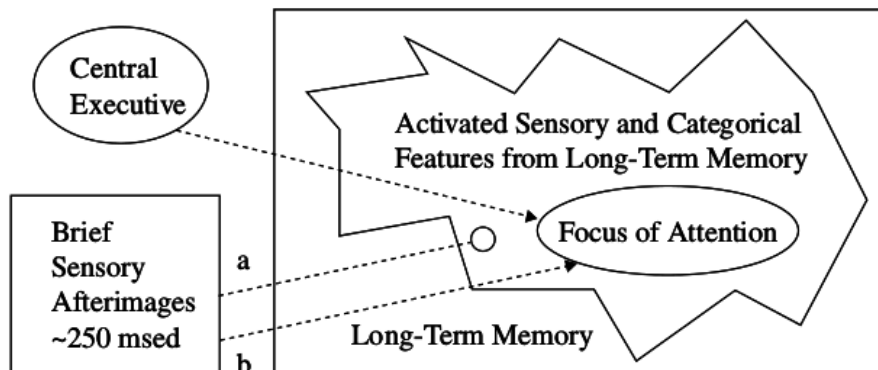 Central
Executive
Activated Sensory and Categorical
Features from Long-Term Memory
Focus of Attention
Brief
Sensory
Afterimages
~250 msed
a
b
Long-Term Memory